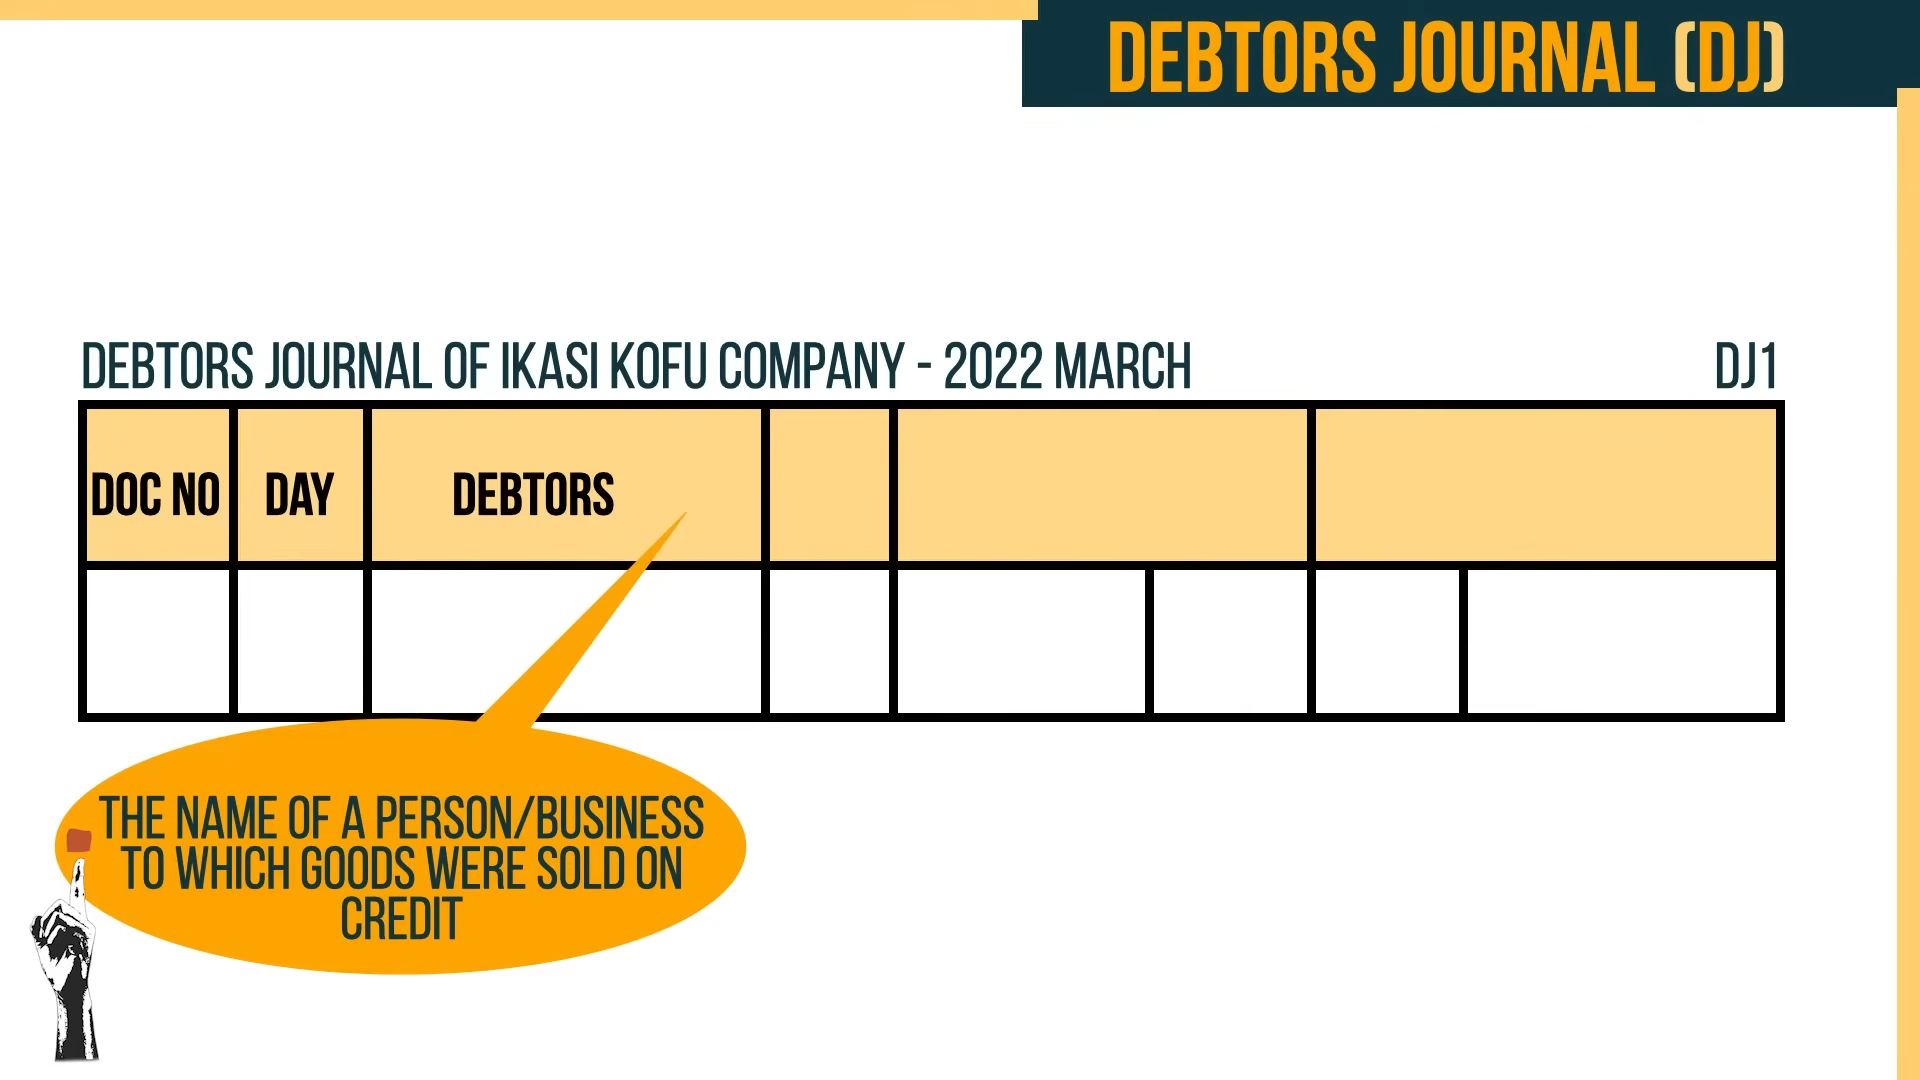 DEBTORS JOURNAL (DJ)
DEBTORS JOURNAL OF IKASI KOFU COMPANY - 2022 MARCH DJ1
DOC NO DAY DEBTORS
THE NAME OF A PERSON/BUSINESS
TO WHICH GOODS WERE SOLD ON
CREDIT